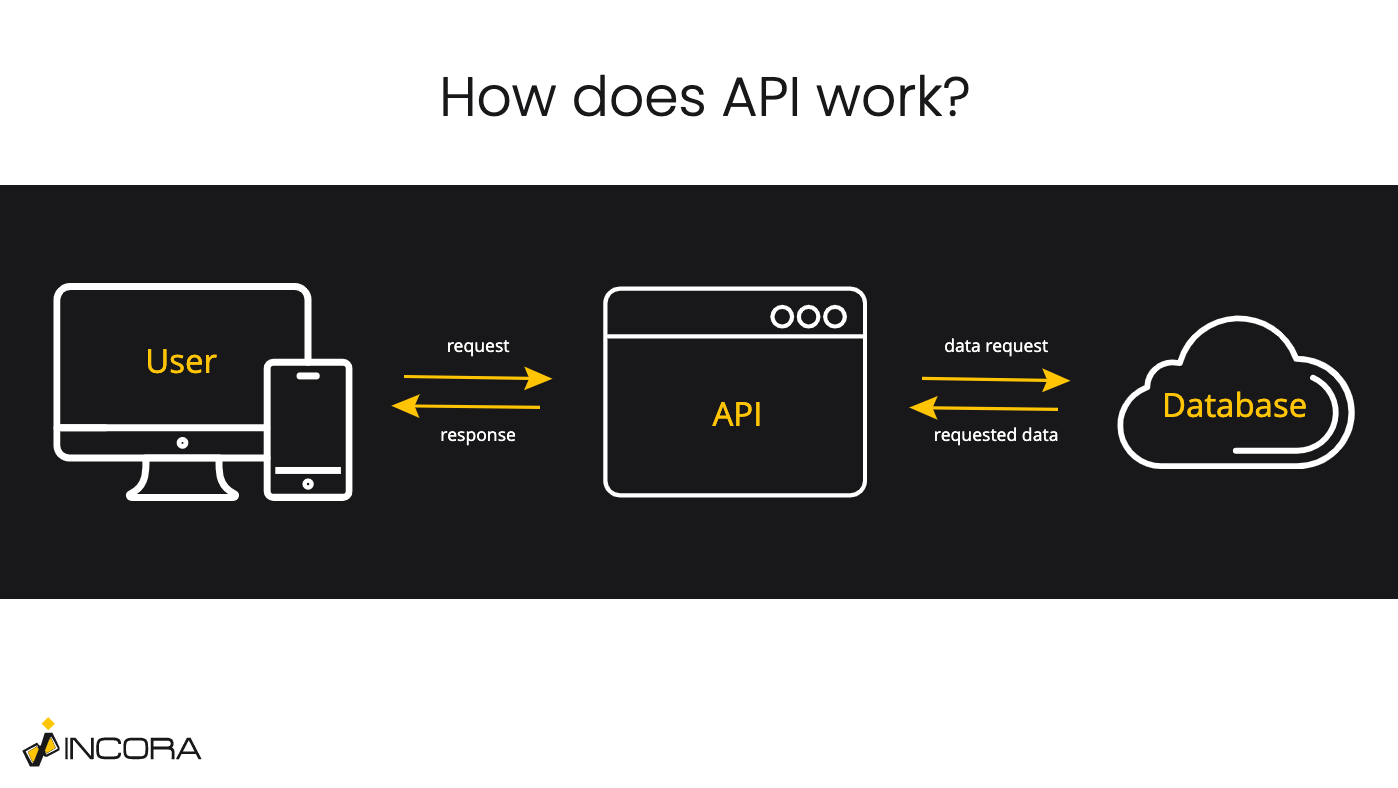 How does API work?
User
request
response
API
data request
requested data
Database
INCORA